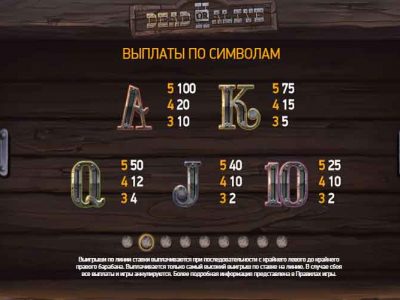 DEAD OR ALIVE
ВЫПЛАТЫ ПО СИМВОЛАМ
A 5 100 K 5 75
4 20 4 15
3 10 3 5
Q 5 50 J 5 40 10 5 25
4 12 4 10 4 10
3 4 3 2 3 2
Выигрыши по линии ставки выплачиваются при последовательности с крайнего левого до крайнего
правого барабана. Выплачивается только самый высокий выигрыш по ставке на линию. В случае сбоя
все выплаты и игры аннулируются. Более подробная информация представлена в Правилах игры.